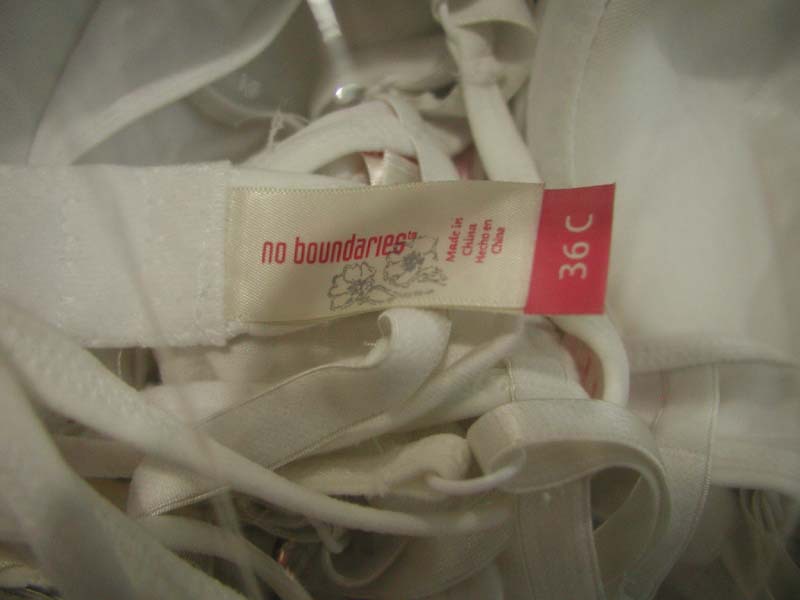 no boundaries
Made in
China
Hecho en
China
36 C